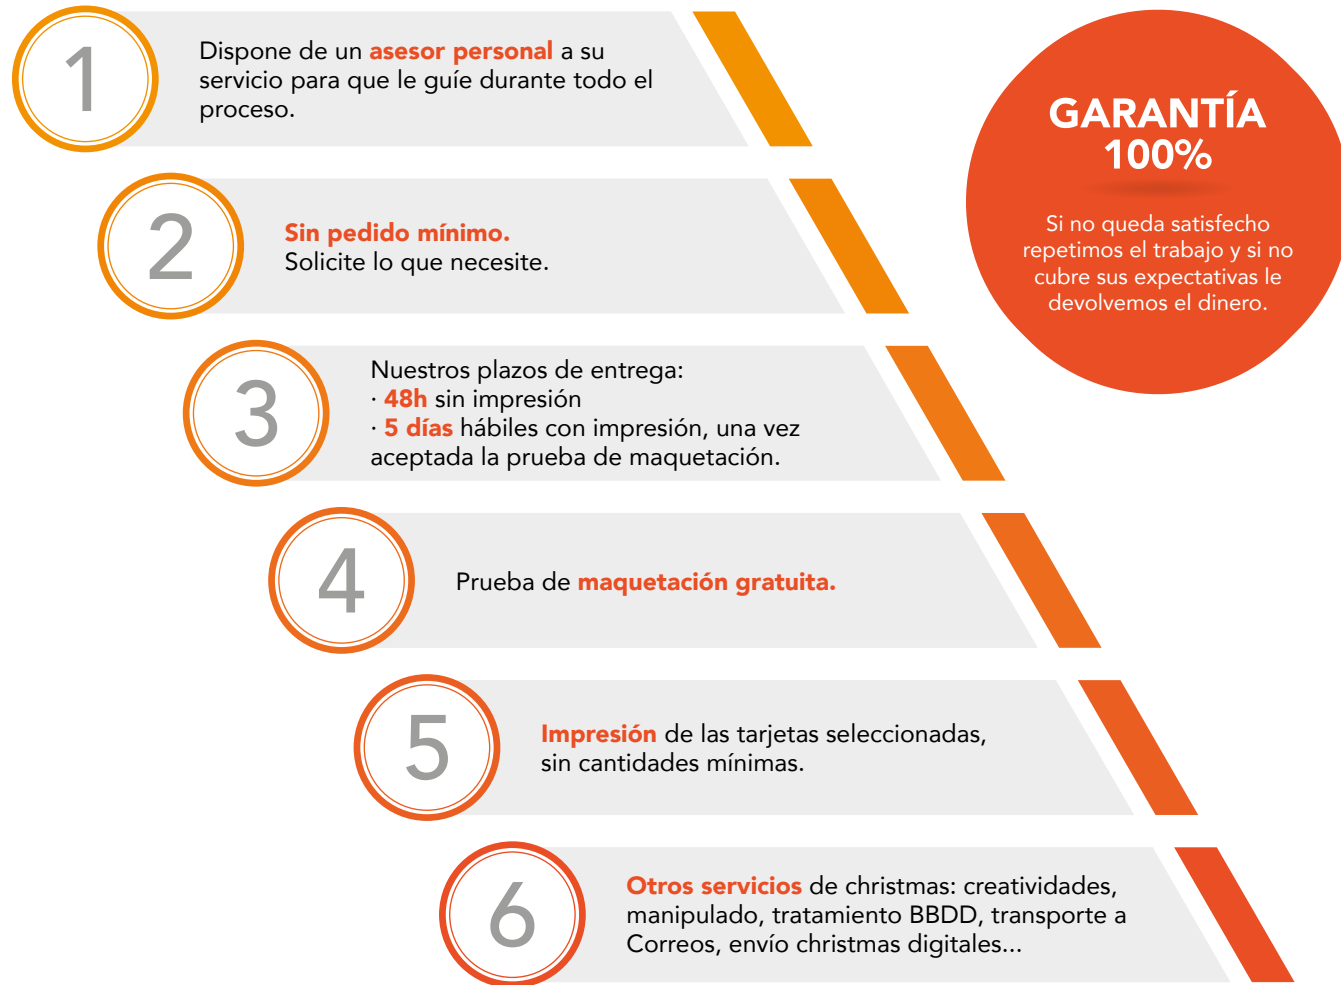 1
Dispone de un asesor personal a su
servicio para que le guíe durante todo el
proceso.
GARANTÍA
100%
Si no queda satisfecho
repetimos el trabajo y si no
cubre sus expectativas le
devolvemos el dinero.
2
Sin pedido mínimo.
Solicite lo que necesite.
3
Nuestros plazos de entrega:
· 48h sin impresión
· 5 días hábiles con impresión, una vez
aceptada la prueba de maquetación.
4
Prueba de maquetación gratuita.
5
Impresión de las tarjetas seleccionadas,
sin cantidades mínimas.
6
Otros servicios de christmas: creatividades,
manipulado, tratamiento BBDD, transporte a
Correos, envío christmas digitales...